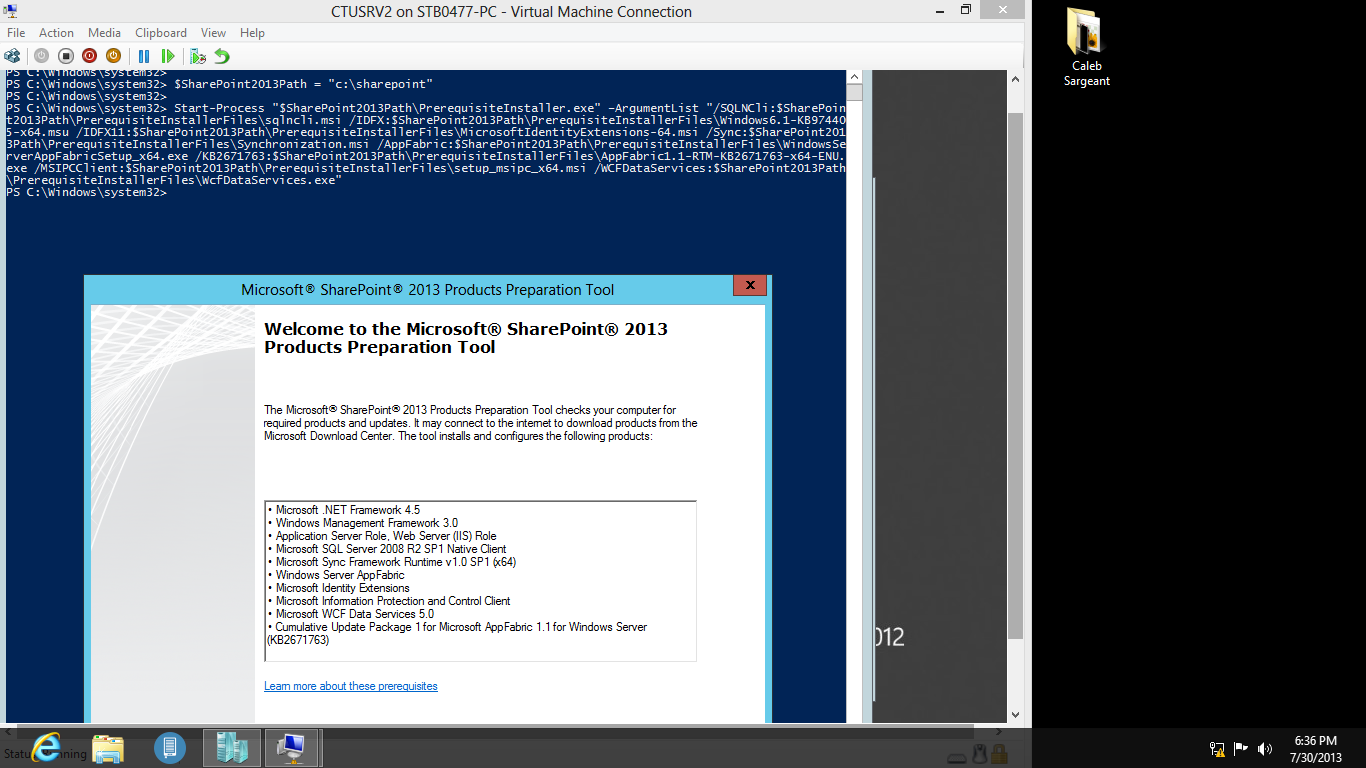 CTUSRV2 on STB0477-PC - Virtual Machine Connection
File Action Media Clipboard View Help
PS C:\Windows\system32>
PS C:\Windows\system32> $SharePoint2013Path = "c:\sharepoint"
PS C:\Windows\system32>
PS C:\Windows\system32> Start-Process "$SharePoint2013Path\PrerequisiteInstaller.exe" –ArgumentList "/SQLNCli:$SharePoin
t2013Path\PrerequisiteInstallerFiles\sqlncli.msi /IDFX:$SharePoint2013Path\PrerequisiteInstallerFiles\Windows6.1-KB97440
5-x64.msu /IDFX11:$SharePoint2013Path\PrerequisiteInstallerFiles\MicrosoftIdentityExtensions-64.msi /Sync:$SharePoint201
3Path\PrerequisiteInstallerFiles\Synchronization.msi /AppFabric:$SharePoint2013Path\PrerequisiteInstallerFiles\WindowsSe
rverAppFabricSetup_x64.exe /KB2671763:$SharePoint2013Path\PrerequisiteInstallerFiles\AppFabric1.1-RTM-KB2671763-x64-ENU.
exe /MSIPCClient:$SharePoint2013Path\PrerequisiteInstallerFiles\setup_msipc_x64.msi /WCFDataServices:$SharePoint2013Path
\PrerequisiteInstallerFiles\WcfDataServices.exe"
PS C:\Windows\system32>
Microsoft® SharePoint® 2013 Products Preparation Tool
Welcome to the Microsoft® SharePoint® 2013
Products Preparation Tool
The Microsoft® SharePoint® 2013 Products Preparation Tool checks your computer for
required products and updates. It may connect to the internet to download products from the
Microsoft Download Center. The tool installs and configures the following products:
• Microsoft .NET Framework 4.5
• Windows Management Framework 3.0
• Application Server Role, Web Server (IIS) Role
• Microsoft SQL Server 2008 R2 SP1 Native Client
• Microsoft Sync Framework Runtime v1.0 SP1 (x64)
• Windows Server AppFabric
• Microsoft Identity Extensions
• Microsoft Information Protection and Control Client
• Microsoft WCF Data Services 5.0
• Cumulative Update Package 1 for Microsoft AppFabric 1.1 for Windows Server
(KB2671763)
Learn more about these prerequisites
012
Caleb
Sargeant
6:36 PM
7/30/2013